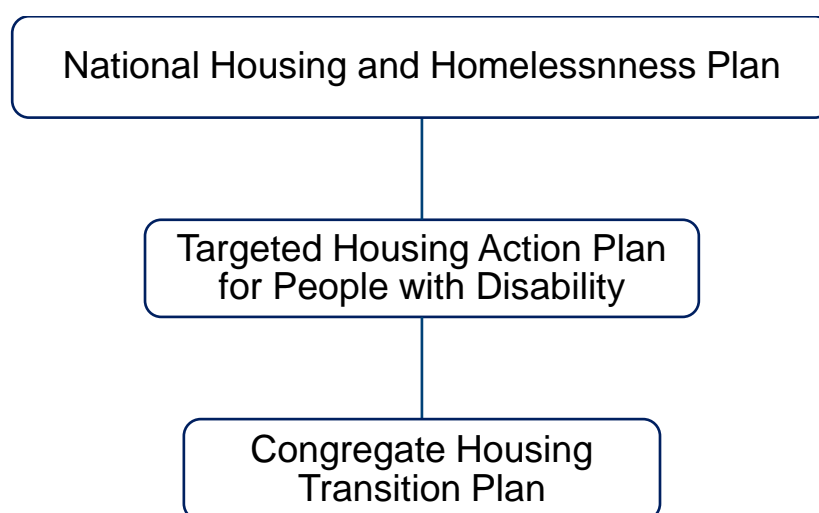 National Housing and Homelessnness Plan
Targeted Housing Action Plan
for People with Disability
Congregate Housing
Transition Plan